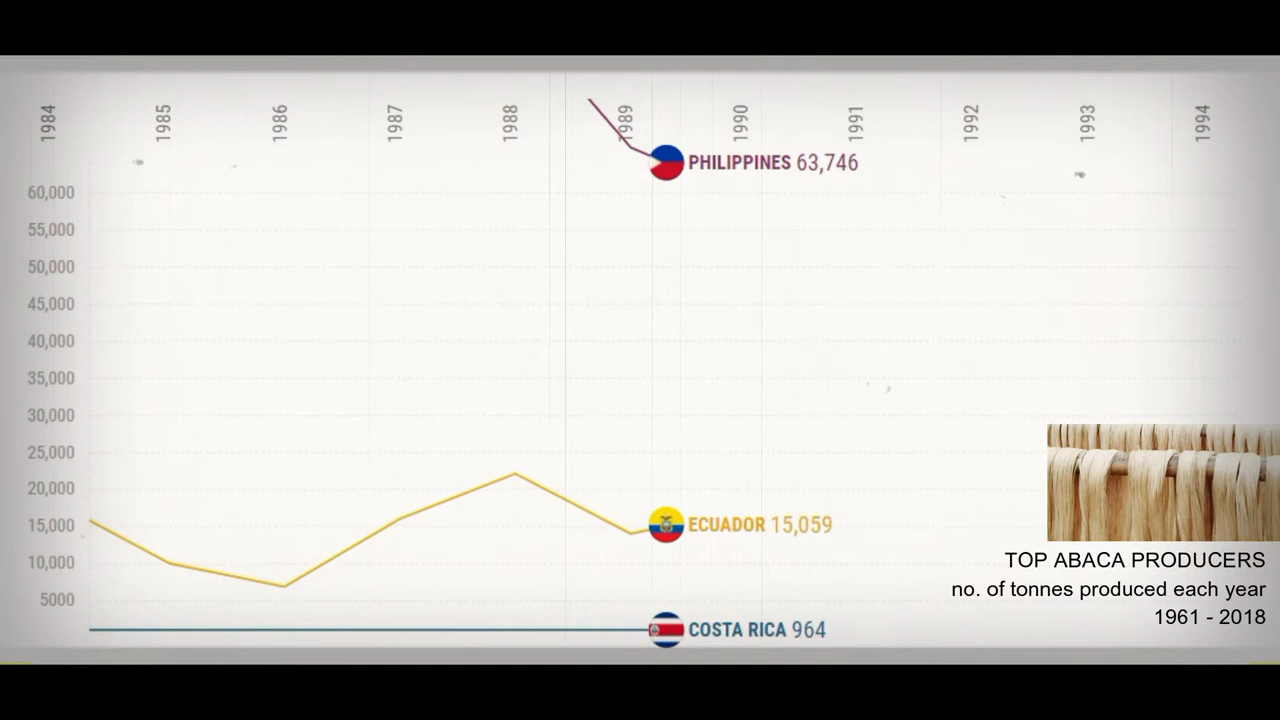 1984 1985 1986 1987 1988 1989 1990 1991 1992 1993 1994
PHILIPPINES 63,746
60,000
55,000
50,000
45,000
40,000
35,000
30,000
25,000
20,000
15,000
ECUADOR 15,059
10,000
5000
COSTA RICA 964
TOP ABACA PRODUCERS
no. of tonnes produced each year
1961 - 2018